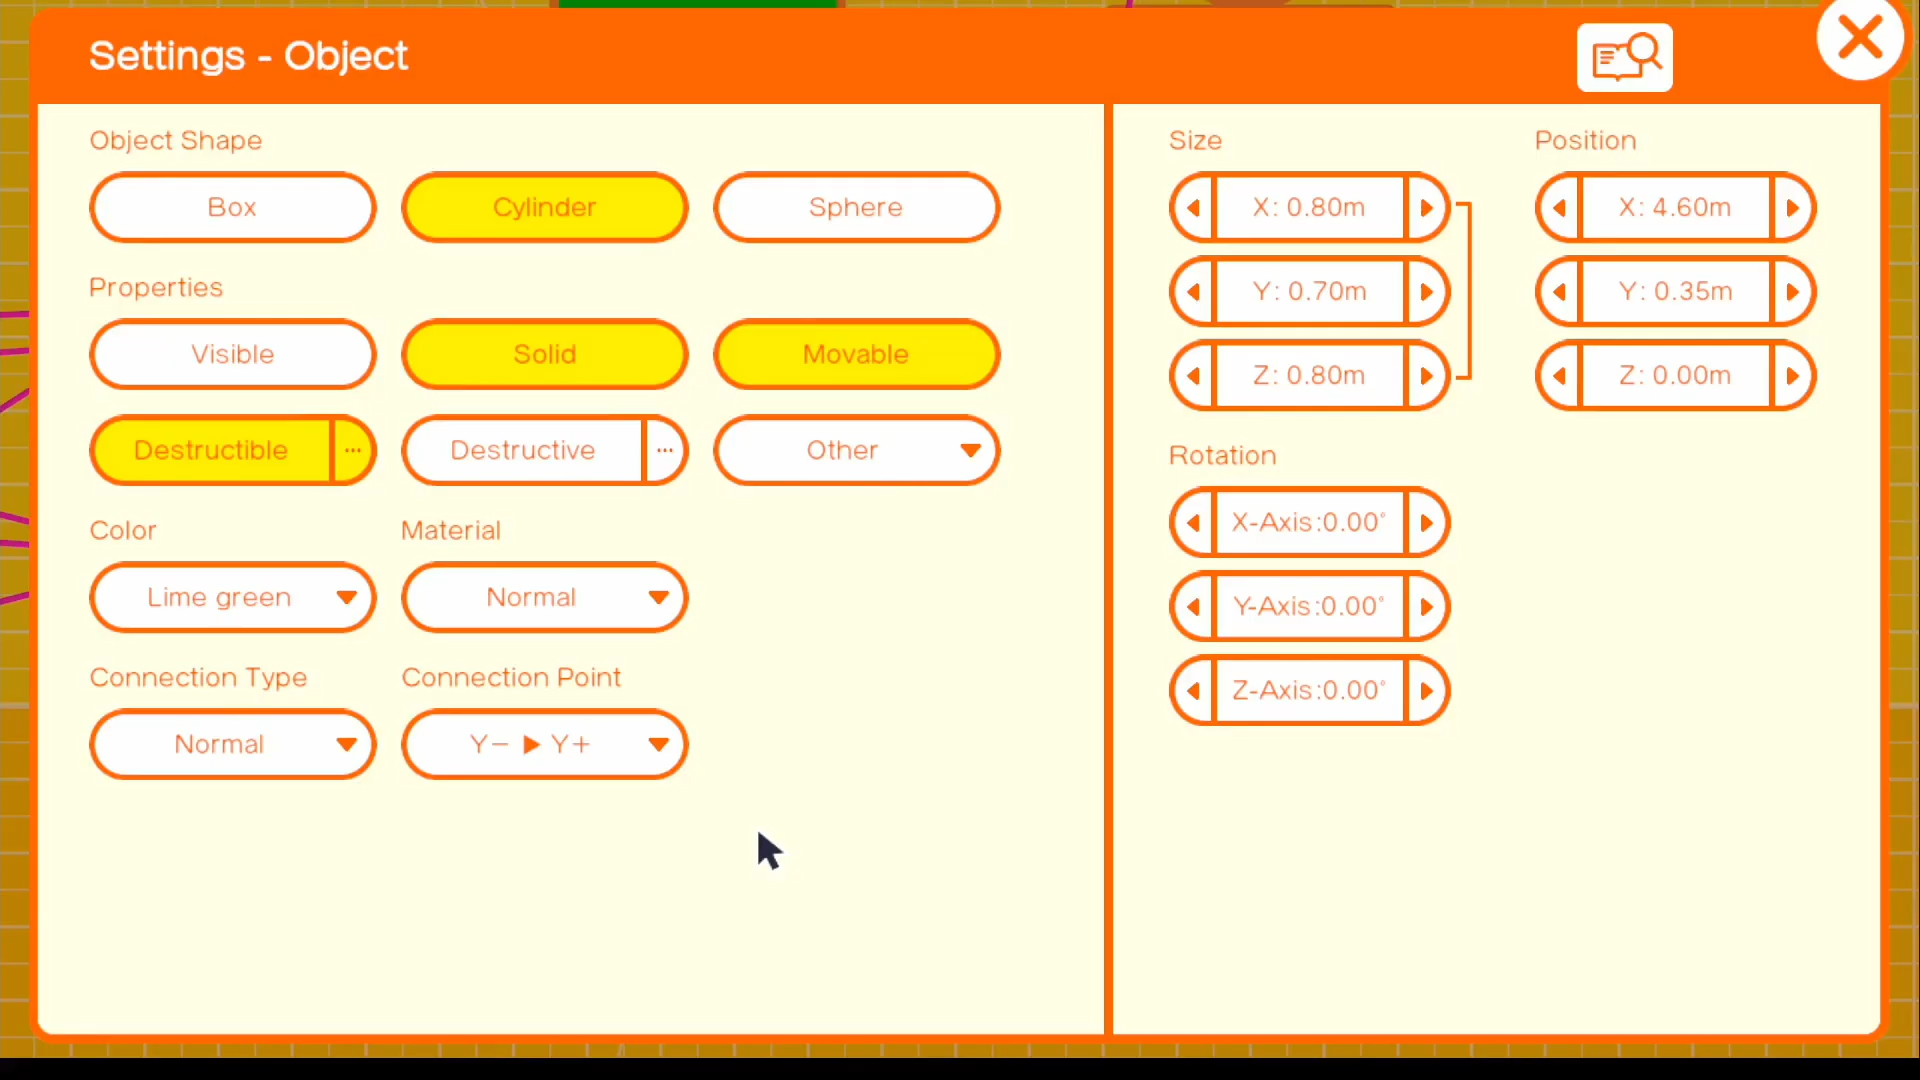 Settings - Object
Object Shape
Box
Cylinder
Sphere
Properties
Visible
Solid
Movable
Destructible ...
Destructive ...
Other
Color
Material
Lime green
Normal
Connection Type
Connection Point
Normal
Y− ▶ Y+
Size
Position
X: 0.80m
X: 4.60m
Y: 0.70m
Y: 0.35m
Z: 0.80m
Z: 0.00m
Rotation
X-Axis:0.00°
Y-Axis:0.00°
Z-Axis:0.00°